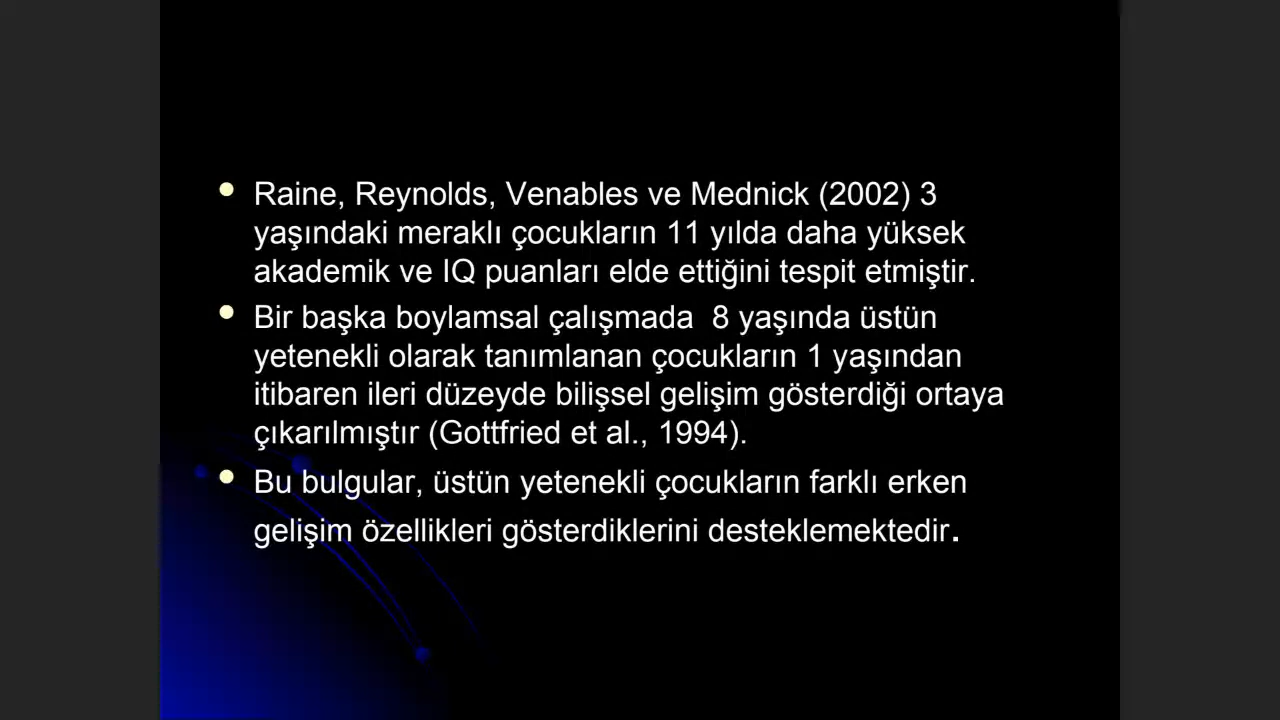 Raine, Reynolds, Venables ve Mednick (2002) 3
yaşındaki meraklı çocukların 11 yılda daha yüksek
akademik ve IQ puanları elde ettiğini tespit etmiştir.
Bir başka boylamsal çalışmada  8 yaşında üstün
yetenekli olarak tanımlanan çocukların 1 yaşından
itibaren ileri düzeyde bilişsel gelişim gösterdiği ortaya
çıkarılmıştır (Gottfried et al., 1994).
Bu bulgular, üstün yetenekli çocukların farklı erken
gelişim özellikleri gösterdiklerini desteklemektedir.